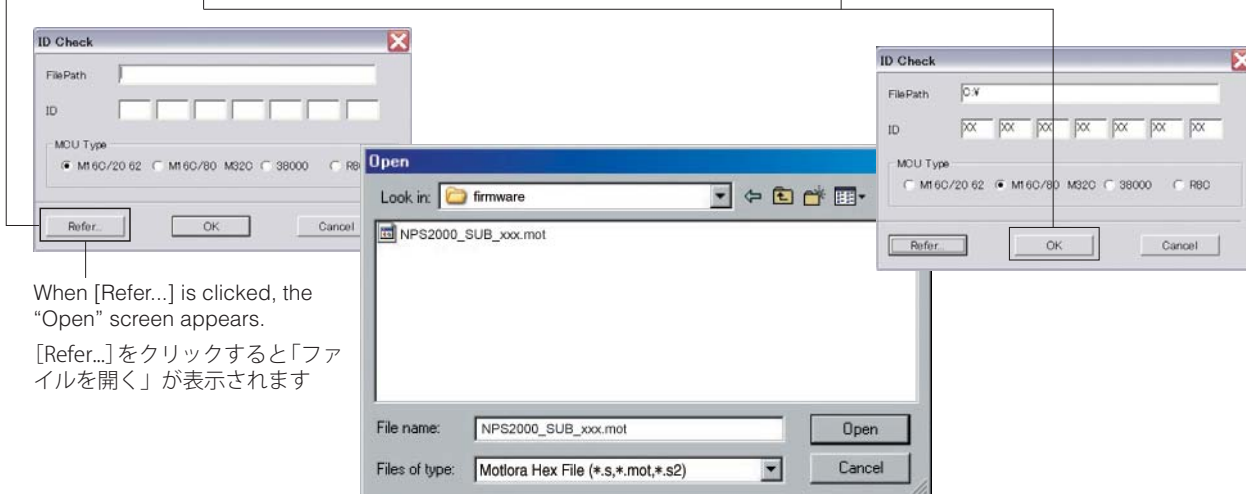 ID Check
FilePath
ID
MCU Type
M16C/20 62 M16C/80 M32C 38000 R8
Refer... OK Cancel
When [Refer...] is clicked, the
“Open” screen appears.
［Refer...］をクリックすると「ファ
イルを開く」が表示されます
Open
Look in: firmware
NPS2000_SUB_xxx.mot
File name: NPS2000_SUB_xxx.mot Open
Files of type: Motlora Hex File (*.s,*.mot,*.s2) Cancel
ID Check
FilePath C:¥
ID XX XX XX XX XX XX XX
MCU Type
M16C/20 62 M16C/80 M32C 38000 R8C
Refer... OK Cancel